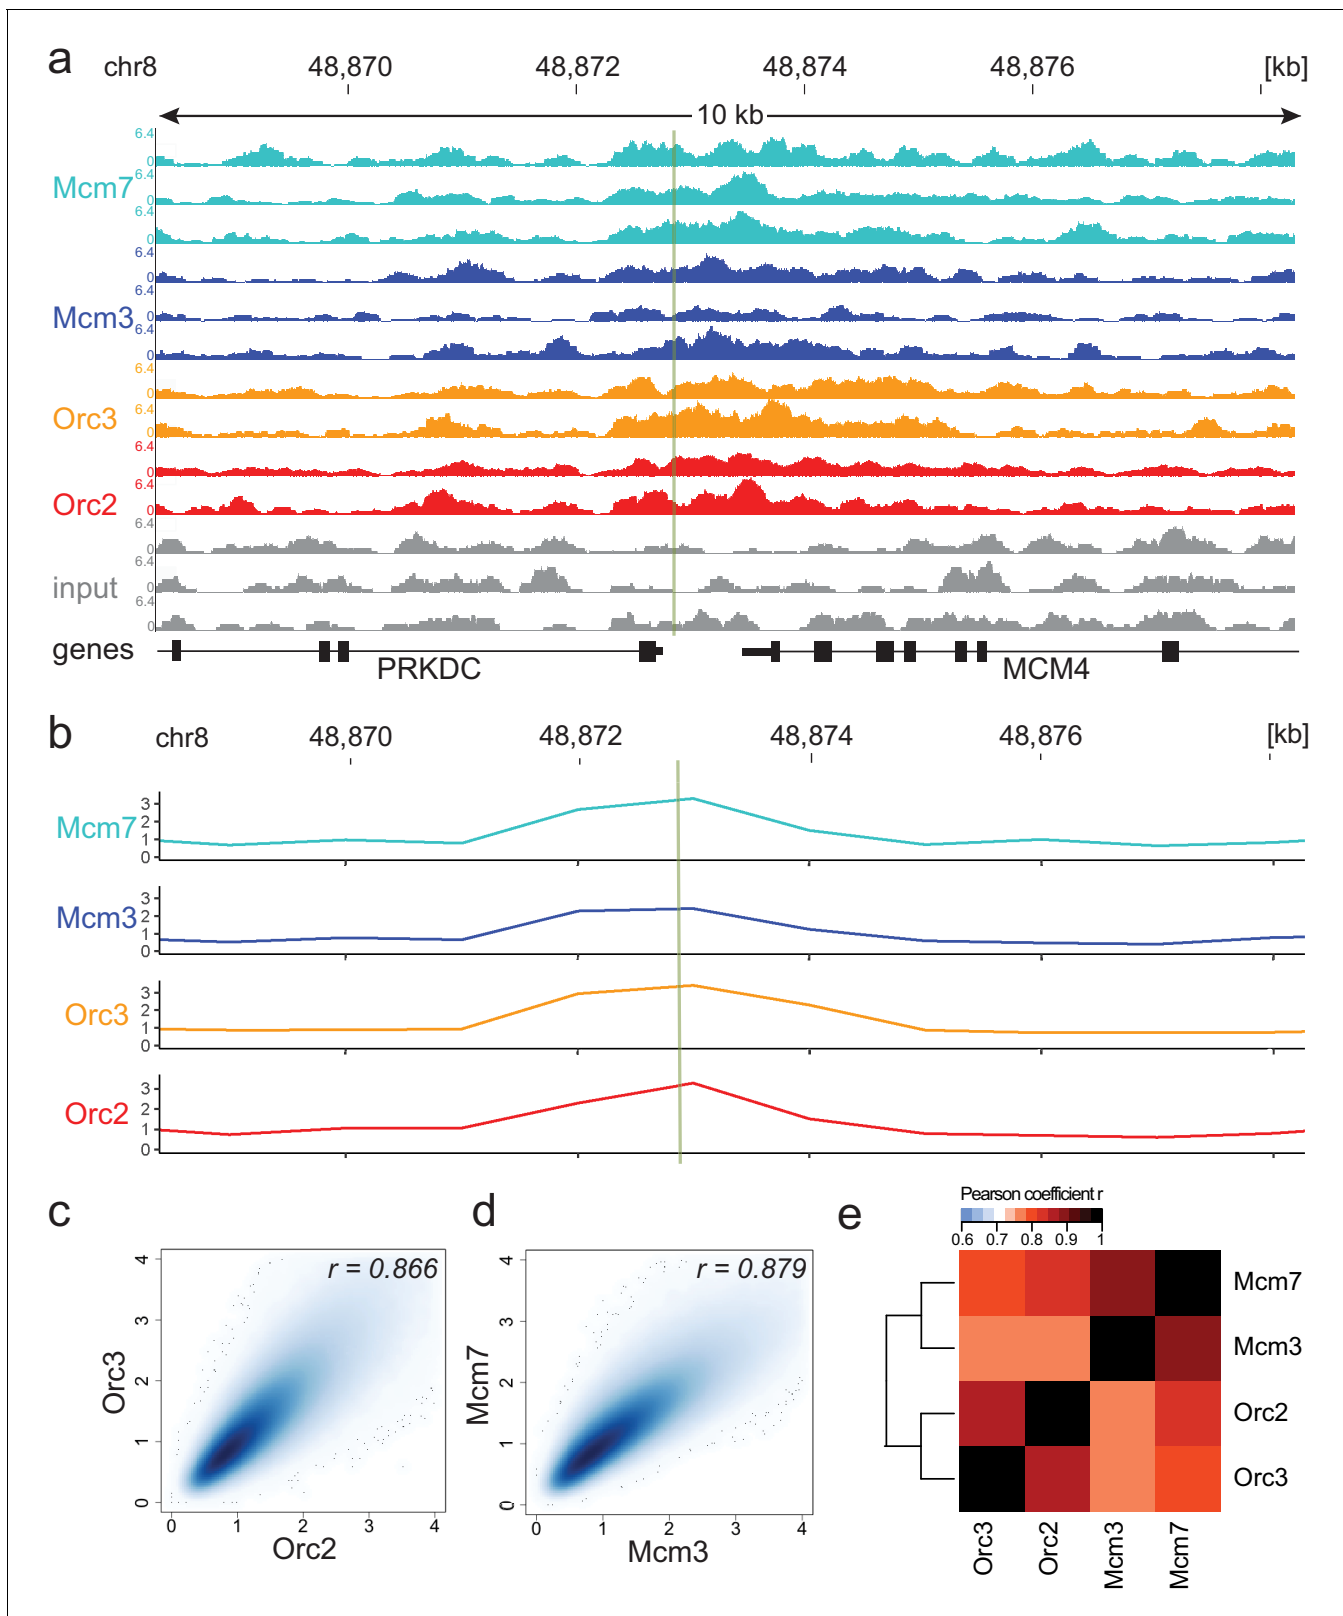 a
chr8 48,870 48,872 48,874 48,876 [kb]
10 kb
6.4
0
6.4
Mcm7
0
6.4
0
6.4
0
6.4
Mcm3
0
6.4
0
6.4
0
6.4
Orc3
0
6.4
0
6.4
Orc2
0
6.4
0
6.4
input
0
6.4
0
genes
PRKDC MCM4
b
chr8 48,870 48,872 48,874 48,876 [kb]
Mcm7
3
2
1
0
Mcm3
3
2
1
0
Orc3
3
2
1
0
Orc2
3
2
1
0
c
r = 0.866
Orc3
4
3
2
1
0
0 1 2 3 4
Orc2
d
r = 0.879
Mcm7
4
3
2
1
0
0 1 2 3 4
Mcm3
e
Pearson coefficient r
0.6 0.7 0.8 0.9 1
Mcm7
Mcm3
Orc2
Orc3
Orc3 Orc2 Mcm3 Mcm7